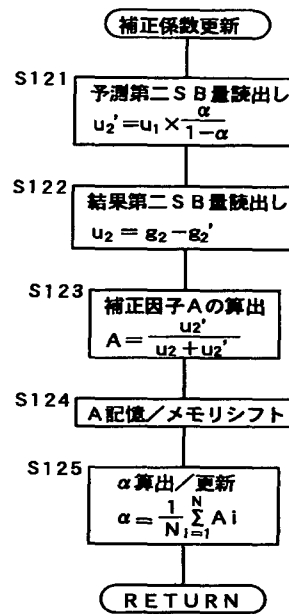 補正係数更新
S121
予測第二SB量読出し
u₂'=u₁×α/1-α
S122
結果第二SB量読出し
u₂=g₂-g₂'
S123
補正因子Aの算出
A=u₂'/u₂+u₂'
S124
A記憶/メモリシフト
S125
α算出/更新
α=1/N Σ_{i=1}^{N} Ai
RETURN